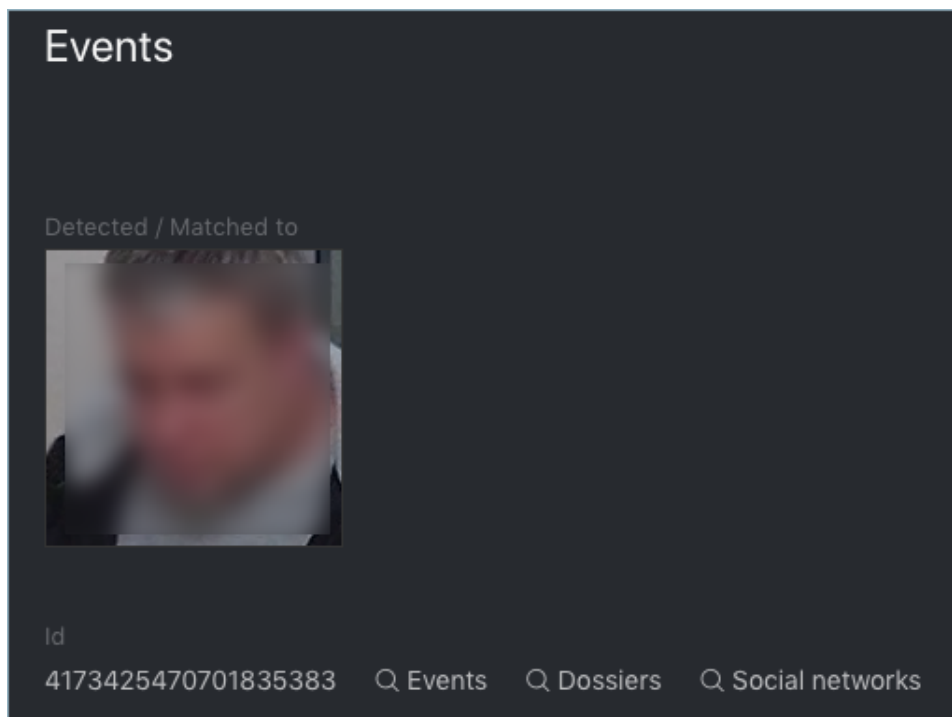 Events
Detected / Matched to
Id
4173425470701835383 Events Dossiers Social networks